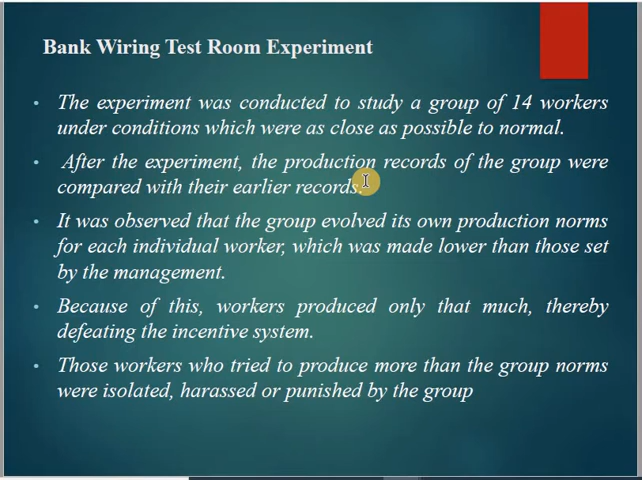 Bank Wiring Test Room Experiment
• The experiment was conducted to study a group of 14 workers
under conditions which were as close as possible to normal.
• After the experiment, the production records of the group were
compared with their earlier records.
• It was observed that the group evolved its own production norms
for each individual worker, which was made lower than those set
by the management.
• Because of this, workers produced only that much, thereby
defeating the incentive system.
• Those workers who tried to produce more than the group norms
were isolated, harassed or punished by the group